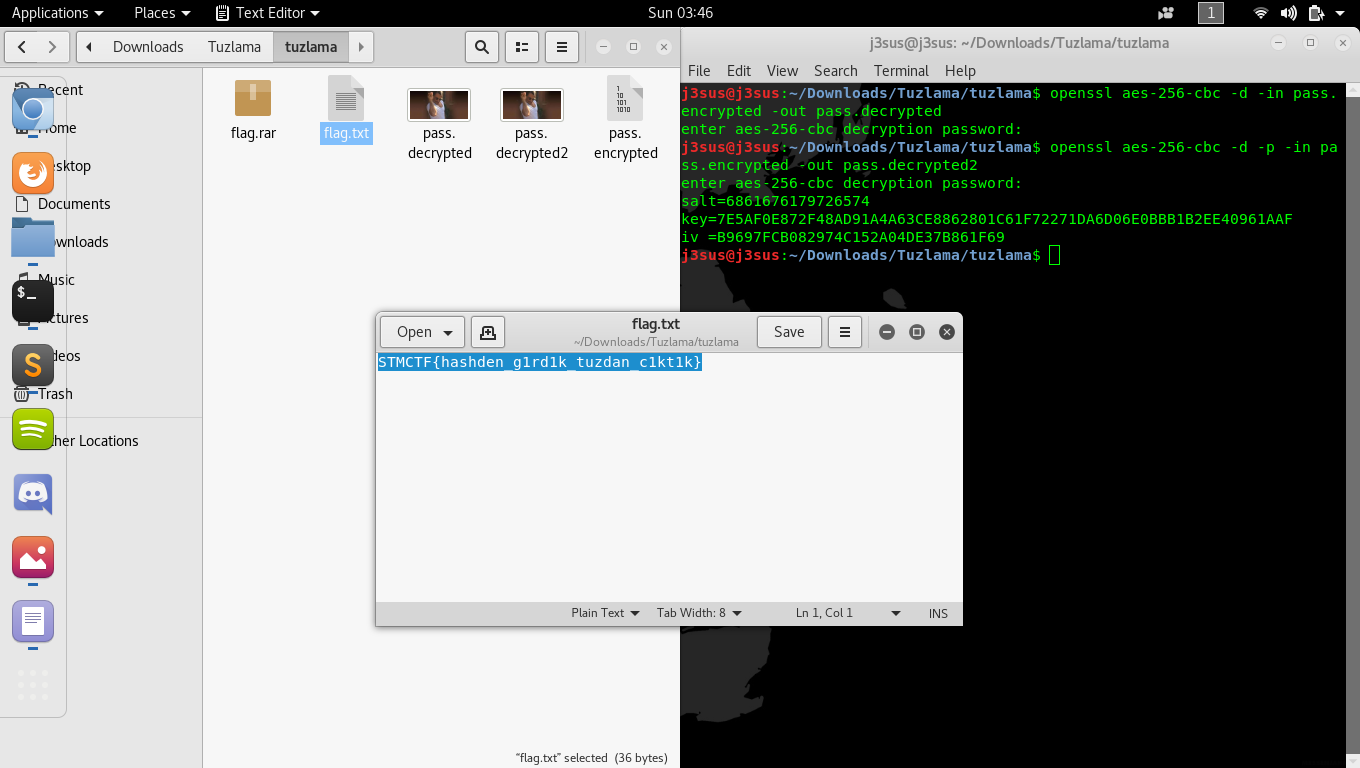 Applications Places Text Editor Sun 03:46 1
Downloads Tuzlama tuzlama
Recent
Home
Desktop
Documents
Downloads
Music
Pictures
Videos
Trash
Other Locations
flag.rar
flag.txt
pass.
decrypted
pass.
decrypted2
pass.
encrypted
"flag.txt" selected (36 bytes)
j3sus@j3sus: ~/Downloads/Tuzlama/tuzlama
File Edit View Search Terminal Help
j3sus@j3sus:~/Downloads/Tuzlama/tuzlama$ openssl aes-256-cbc -d -in pass.
encrypted -out pass.decrypted
enter aes-256-cbc decryption password:
j3sus@j3sus:~/Downloads/Tuzlama/tuzlama$ openssl aes-256-cbc -d -p -in pa
ss.encrypted -out pass.decrypted2
enter aes-256-cbc decryption password:
salt=6861676179726574
key=7E5AF0E872F48AD91A4A63CE8862801C61F72271DA6D06E0BBB1B2EE40961AAF
iv =B9697FCB082974C152A04DE37B861F69
j3sus@j3sus:~/Downloads/Tuzlama/tuzlama$
Open flag.txt Save
~/Downloads/Tuzlama/tuzlama
STMCTF{hashden_g1rd1k_tuzdan_c1kt1k}
Plain Text Tab Width: 8 Ln 1, Col 1 INS